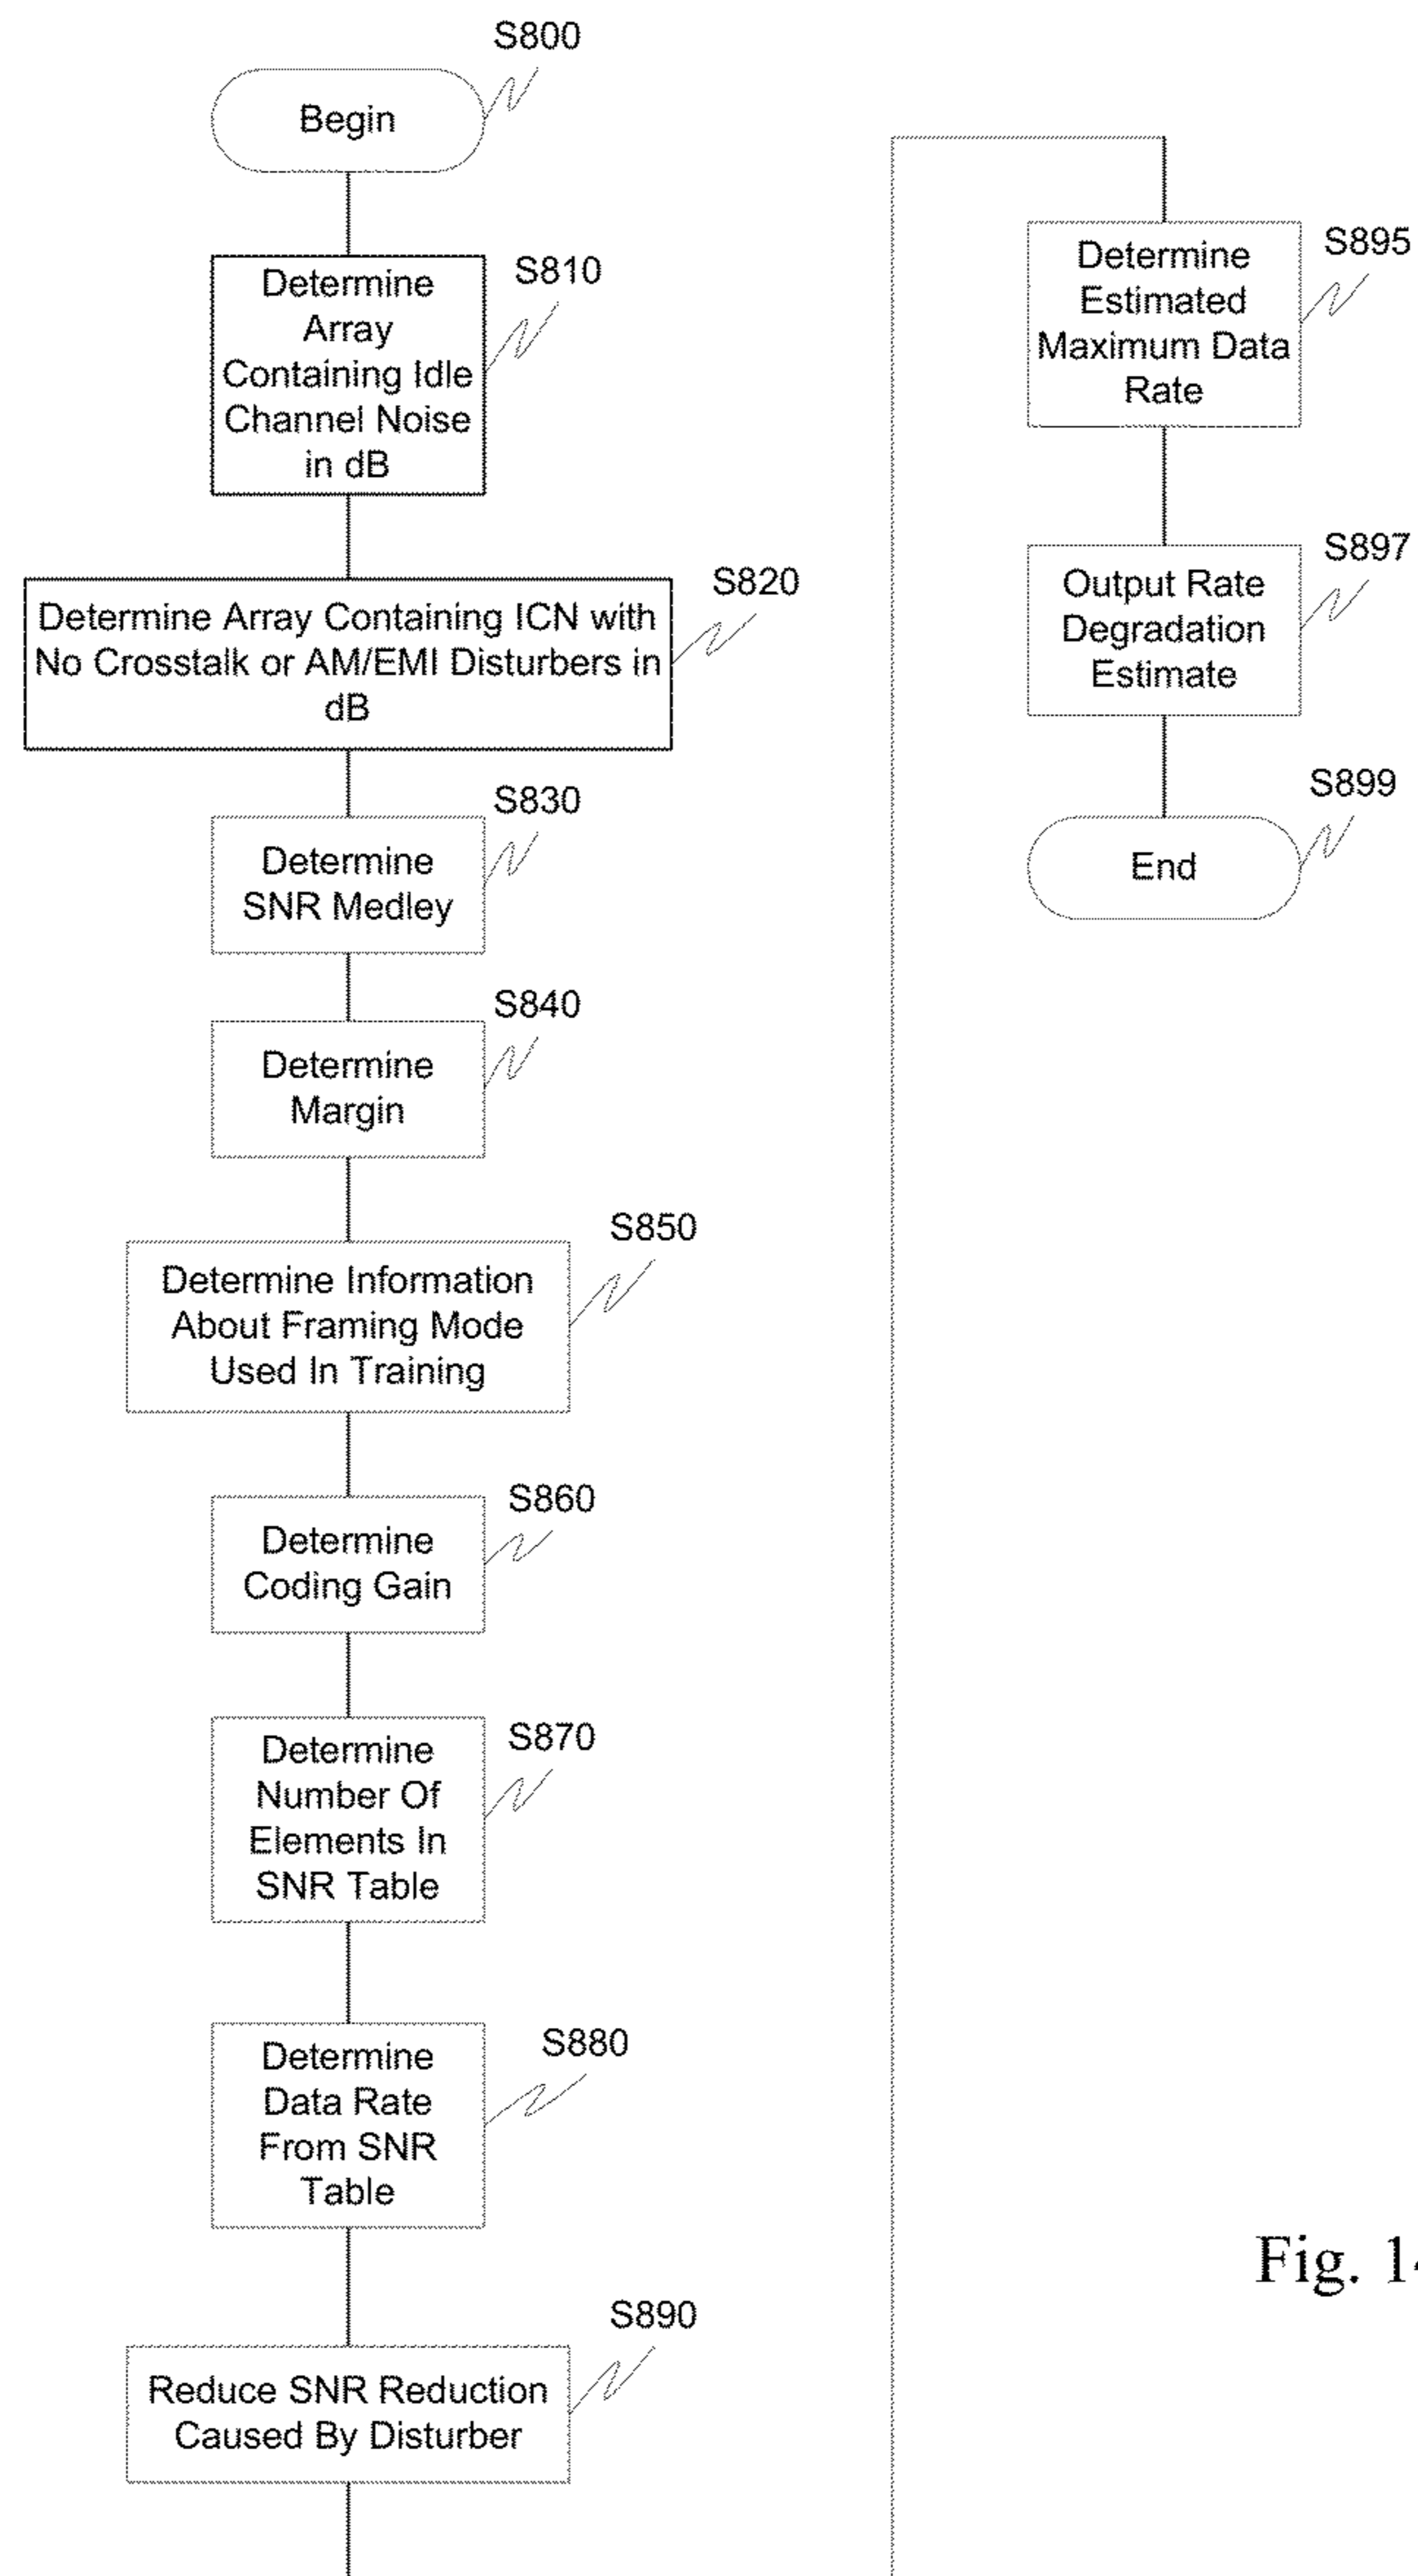 S800
Begin
S810
Determine
Array
Containing Idle
Channel Noise
in dB
S820
Determine Array Containing ICN with
No Crosstalk or AM/EMI Disturbers in
dB
S830
Determine
SNR Medley
S840
Determine
Margin
S850
Determine Information
About Framing Mode
Used In Training
S860
Determine
Coding Gain
S870
Determine
Number Of
Elements In
SNR Table
S880
Determine
Data Rate
From SNR
Table
S890
Reduce SNR Reduction
Caused By Disturber
S895
Determine
Estimated
Maximum Data
Rate
S897
Output Rate
Degradation
Estimate
S899
End
Fig. 14